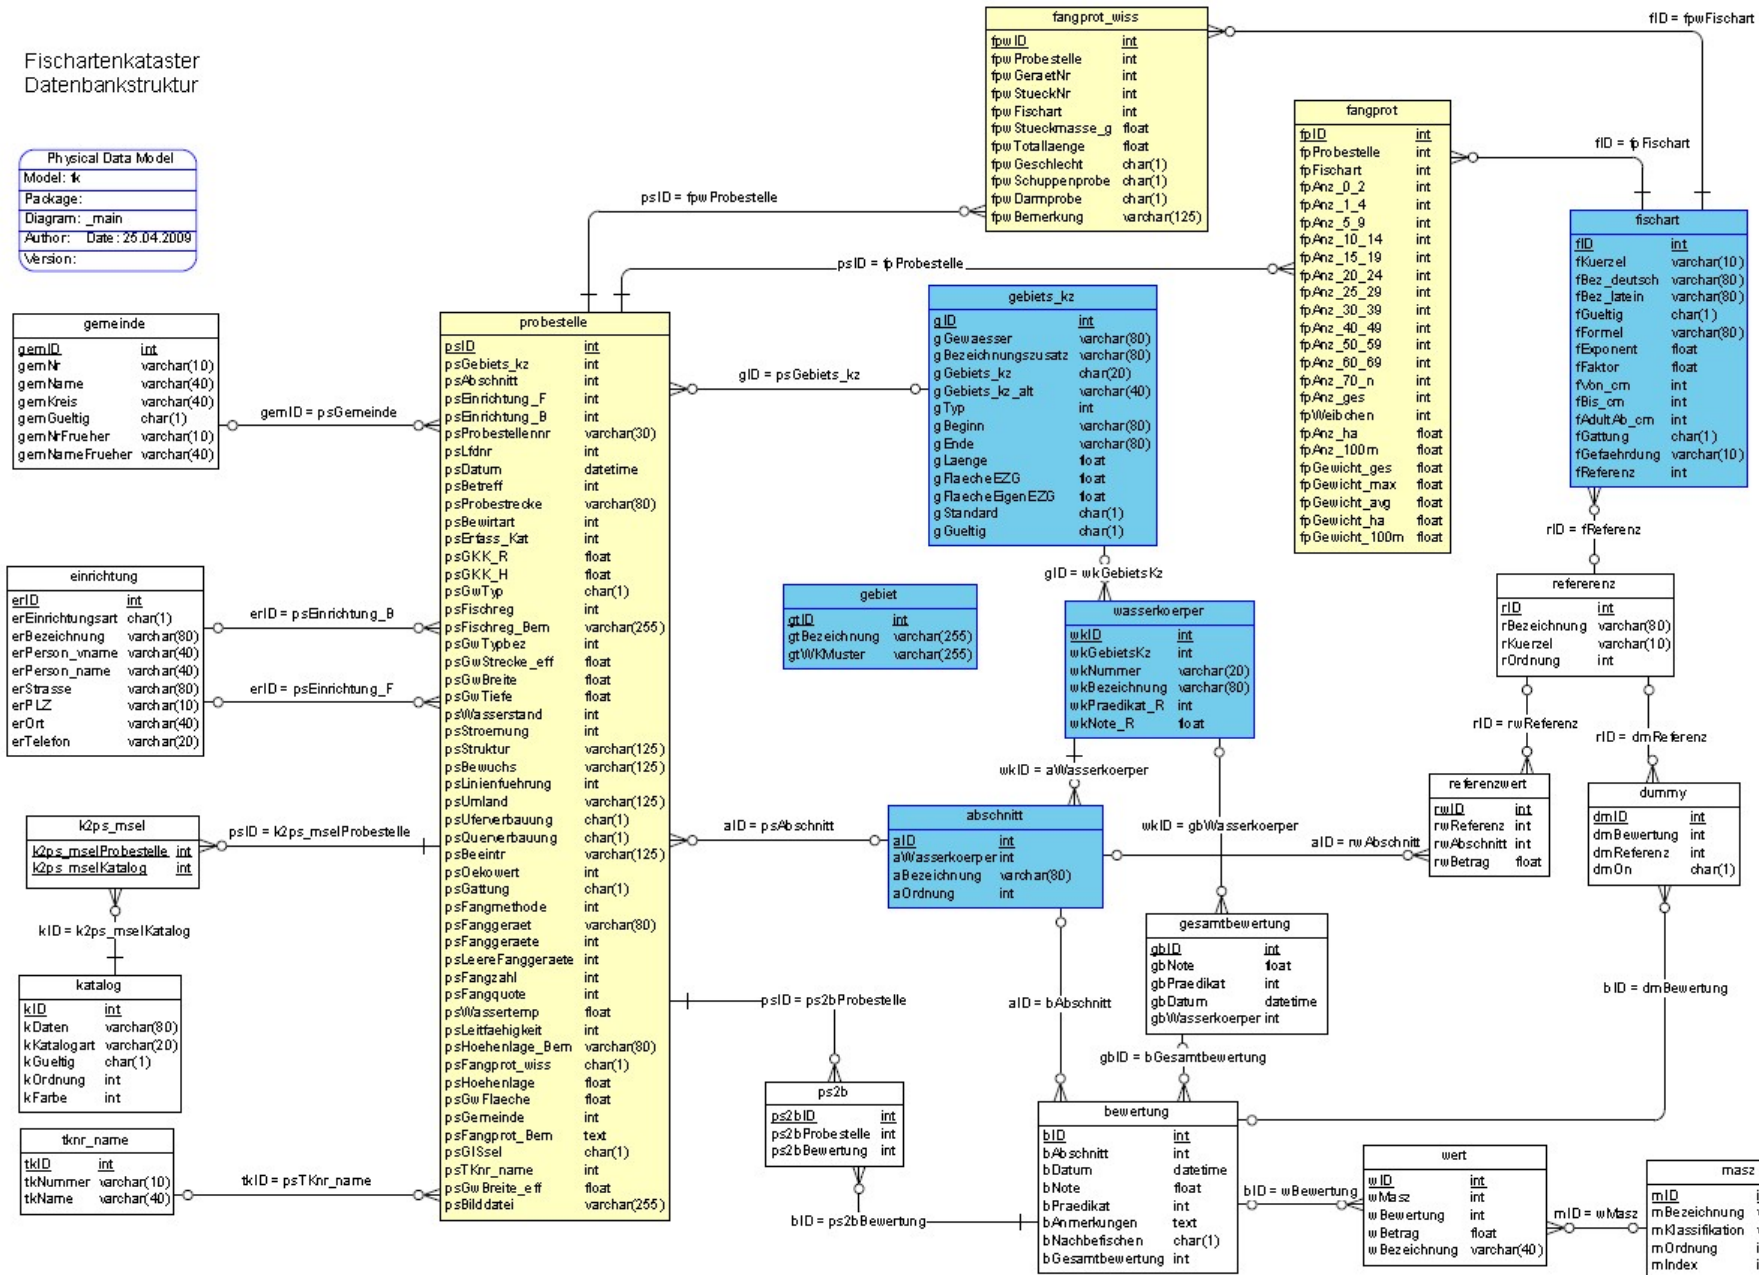 Fischartenkataster
Datenbankstruktur
Physical Data Model
Model: fk
Package:
Diagram: _main
Author: Date: 25.04.2009
Version:
fangprot_wiss
fpwID int
fpwProbestelle int
fpwGeraetNr int
fpwStueckNr int
fpwFischart int
fpwStueckmasse_g float
fpwTotallaenge float
fpwGeschlecht char(1)
fpwSchuppenprobe char(1)
fpwDarmprobe char(1)
fpwBemerkung varchar(125)
fID = fpwFischart
fangprot
fpID int
fpProbestelle int
fpFischart int
fpAnz_0_2 int
fpAnz_1_4 int
fpAnz_5_9 int
fpAnz_10_14 int
fpAnz_15_19 int
fpAnz_20_24 int
fpAnz_25_29 int
fpAnz_30_39 int
fpAnz_40_49 int
fpAnz_50_59 int
fpAnz_60_69 int
fpAnz_70_n int
fpAnz_ges int
fpWeibchen int
fpAnz_ha float
fpAnz_100m float
fpGewicht_ges float
fpGewicht_max float
fpGewicht_avg float
fpGewicht_ha float
fpGewicht_100m float
fID = fpFischart
fischart
fID int
fKuerzel varchar(10)
fBez_deutsch varchar(80)
fBez_latein varchar(80)
fGueltig char(1)
fFormel varchar(80)
fExponent float
fFaktor float
fVon_cm int
fBis_cm int
fAdultAb_cm int
fGattung char(1)
fGefaehrdung varchar(10)
fReferenz int
psID = fpwProbestelle
psID = fpProbestelle
gemeinde
gemID int
gemNr varchar(10)
gemName varchar(40)
gemKreis varchar(40)
gemGueltig char(1)
gemNrFrueher varchar(10)
gemNameFrueher varchar(40)
gemID = psGemeinde
probestelle
psID int
psGebiets_kz int
psAbschnitt int
psEinrichtung_F int
psEinrichtung_B int
psProbestellennr varchar(30)
psLfdnr int
psDatum datetime
psBetreff int
psProbestrecke varchar(80)
psBewirtart int
psErfass_Kat int
psGKK_R float
psGKK_H float
psGwTyp char(1)
psFischreg int
psFischreg_Bem varchar(255)
psGwTypbez int
psGwStrecke_eff float
psGwBreite float
psGwTiefe float
psWasserstand int
psStroemung int
psStruktur varchar(125)
psBewuchs varchar(125)
psLinienfuehrung int
psUmland varchar(125)
psUferverbauung char(1)
psQuerverbauung char(1)
psBeeintr varchar(125)
psOekowert int
psGattung char(1)
psFangmethode int
psFanggeraet varchar(80)
psFanggeraete int
psLeereFanggeraete int
psFangzahl int
psFangquote int
psWassertemp float
psLeitfaehigkeit int
psHoehenlage_Bem varchar(80)
psFangprot_wiss char(1)
psHoehenlage float
psGwFlaeche float
psGemeinde int
psFangprot_Bem text
psGISsel char(1)
psTKnr_name int
psGwBreite_eff float
psBilddatei varchar(255)
gID = psGebiets_kz
gebiets_kz
gID int
gGewaesser varchar(80)
gBezeichnungszusatz varchar(80)
gGebiets_kz char(20)
gGebiets_kz_alt varchar(40)
gTyp int
gBeginn varchar(80)
gEnde varchar(80)
gLaenge float
gFlaecheEZG float
gFlaecheEigenEZG float
gStandard char(1)
gGueltig char(1)
gID = wkGebietsKz
gebiet
gtID int
gtBezeichnung varchar(255)
gtWKMuster varchar(255)
wasserkoerper
wkID int
wkGebietsKz int
wkNummer varchar(20)
wkBezeichnung varchar(80)
wkPraedikat_R int
wkNote_R float
rID = fReferenz
refererenz
rID int
rBezeichnung varchar(80)
rKuerzel varchar(10)
rOrdnung int
rID = rwReferenz
rID = dmReferenz
einrichtung
erID int
erEinrichtungsart char(1)
erBezeichnung varchar(80)
erPerson_vname varchar(40)
erPerson_name varchar(40)
erStrasse varchar(80)
erPLZ varchar(10)
erOrt varchar(40)
erTelefon varchar(20)
erID = psEinrichtung_B
erID = psEinrichtung_F
wkID = aWasserkoerper
wkID = gbWasserkoerper
abschnitt
aID int
aWasserkoerper int
aBezeichnung varchar(80)
aOrdnung int
aID = psAbschnitt
aID = rwAbschnitt
referenzwert
rwID int
rwReferenz int
rwAbschnitt int
rwBetrag float
dummy
dmID int
dmBewertung int
dmReferenz int
dmOn char(1)
k2ps_msel
k2ps_mselProbestelle int
k2ps_mselKatalog int
psID = k2ps_mselProbestelle
kID = k2ps_mselKatalog
katalog
kID int
kDaten varchar(80)
kKatalogart varchar(20)
kGueltig char(1)
kOrdnung int
kFarbe int
tknr_name
tkID int
tkNummer varchar(10)
tkName varchar(40)
tkID = psTKnr_name
gesamtbewertung
gbID int
gbNote float
gbPraedikat int
gbDatum datetime
gbWasserkoerper int
aID = bAbschnitt
gbID = bGesamtbewertung
bID = dmBewertung
psID = ps2bProbestelle
ps2b
ps2bID int
ps2bProbestelle int
ps2bBewertung int
bID = ps2bBewertung
bewertung
bID int
bAbschnitt int
bDatum datetime
bNote float
bPraedikat int
bAnmerkungen text
bNachbefischen char(1)
bGesamtbewertung int
bID = wBewertung
wert
wID int
wMasz int
wBewertung int
wBetrag float
wBezeichnung varchar(40)
mID = wMasz
masz
mID
mBezeichnung
mKlassifikation
mOrdnung
mIndex